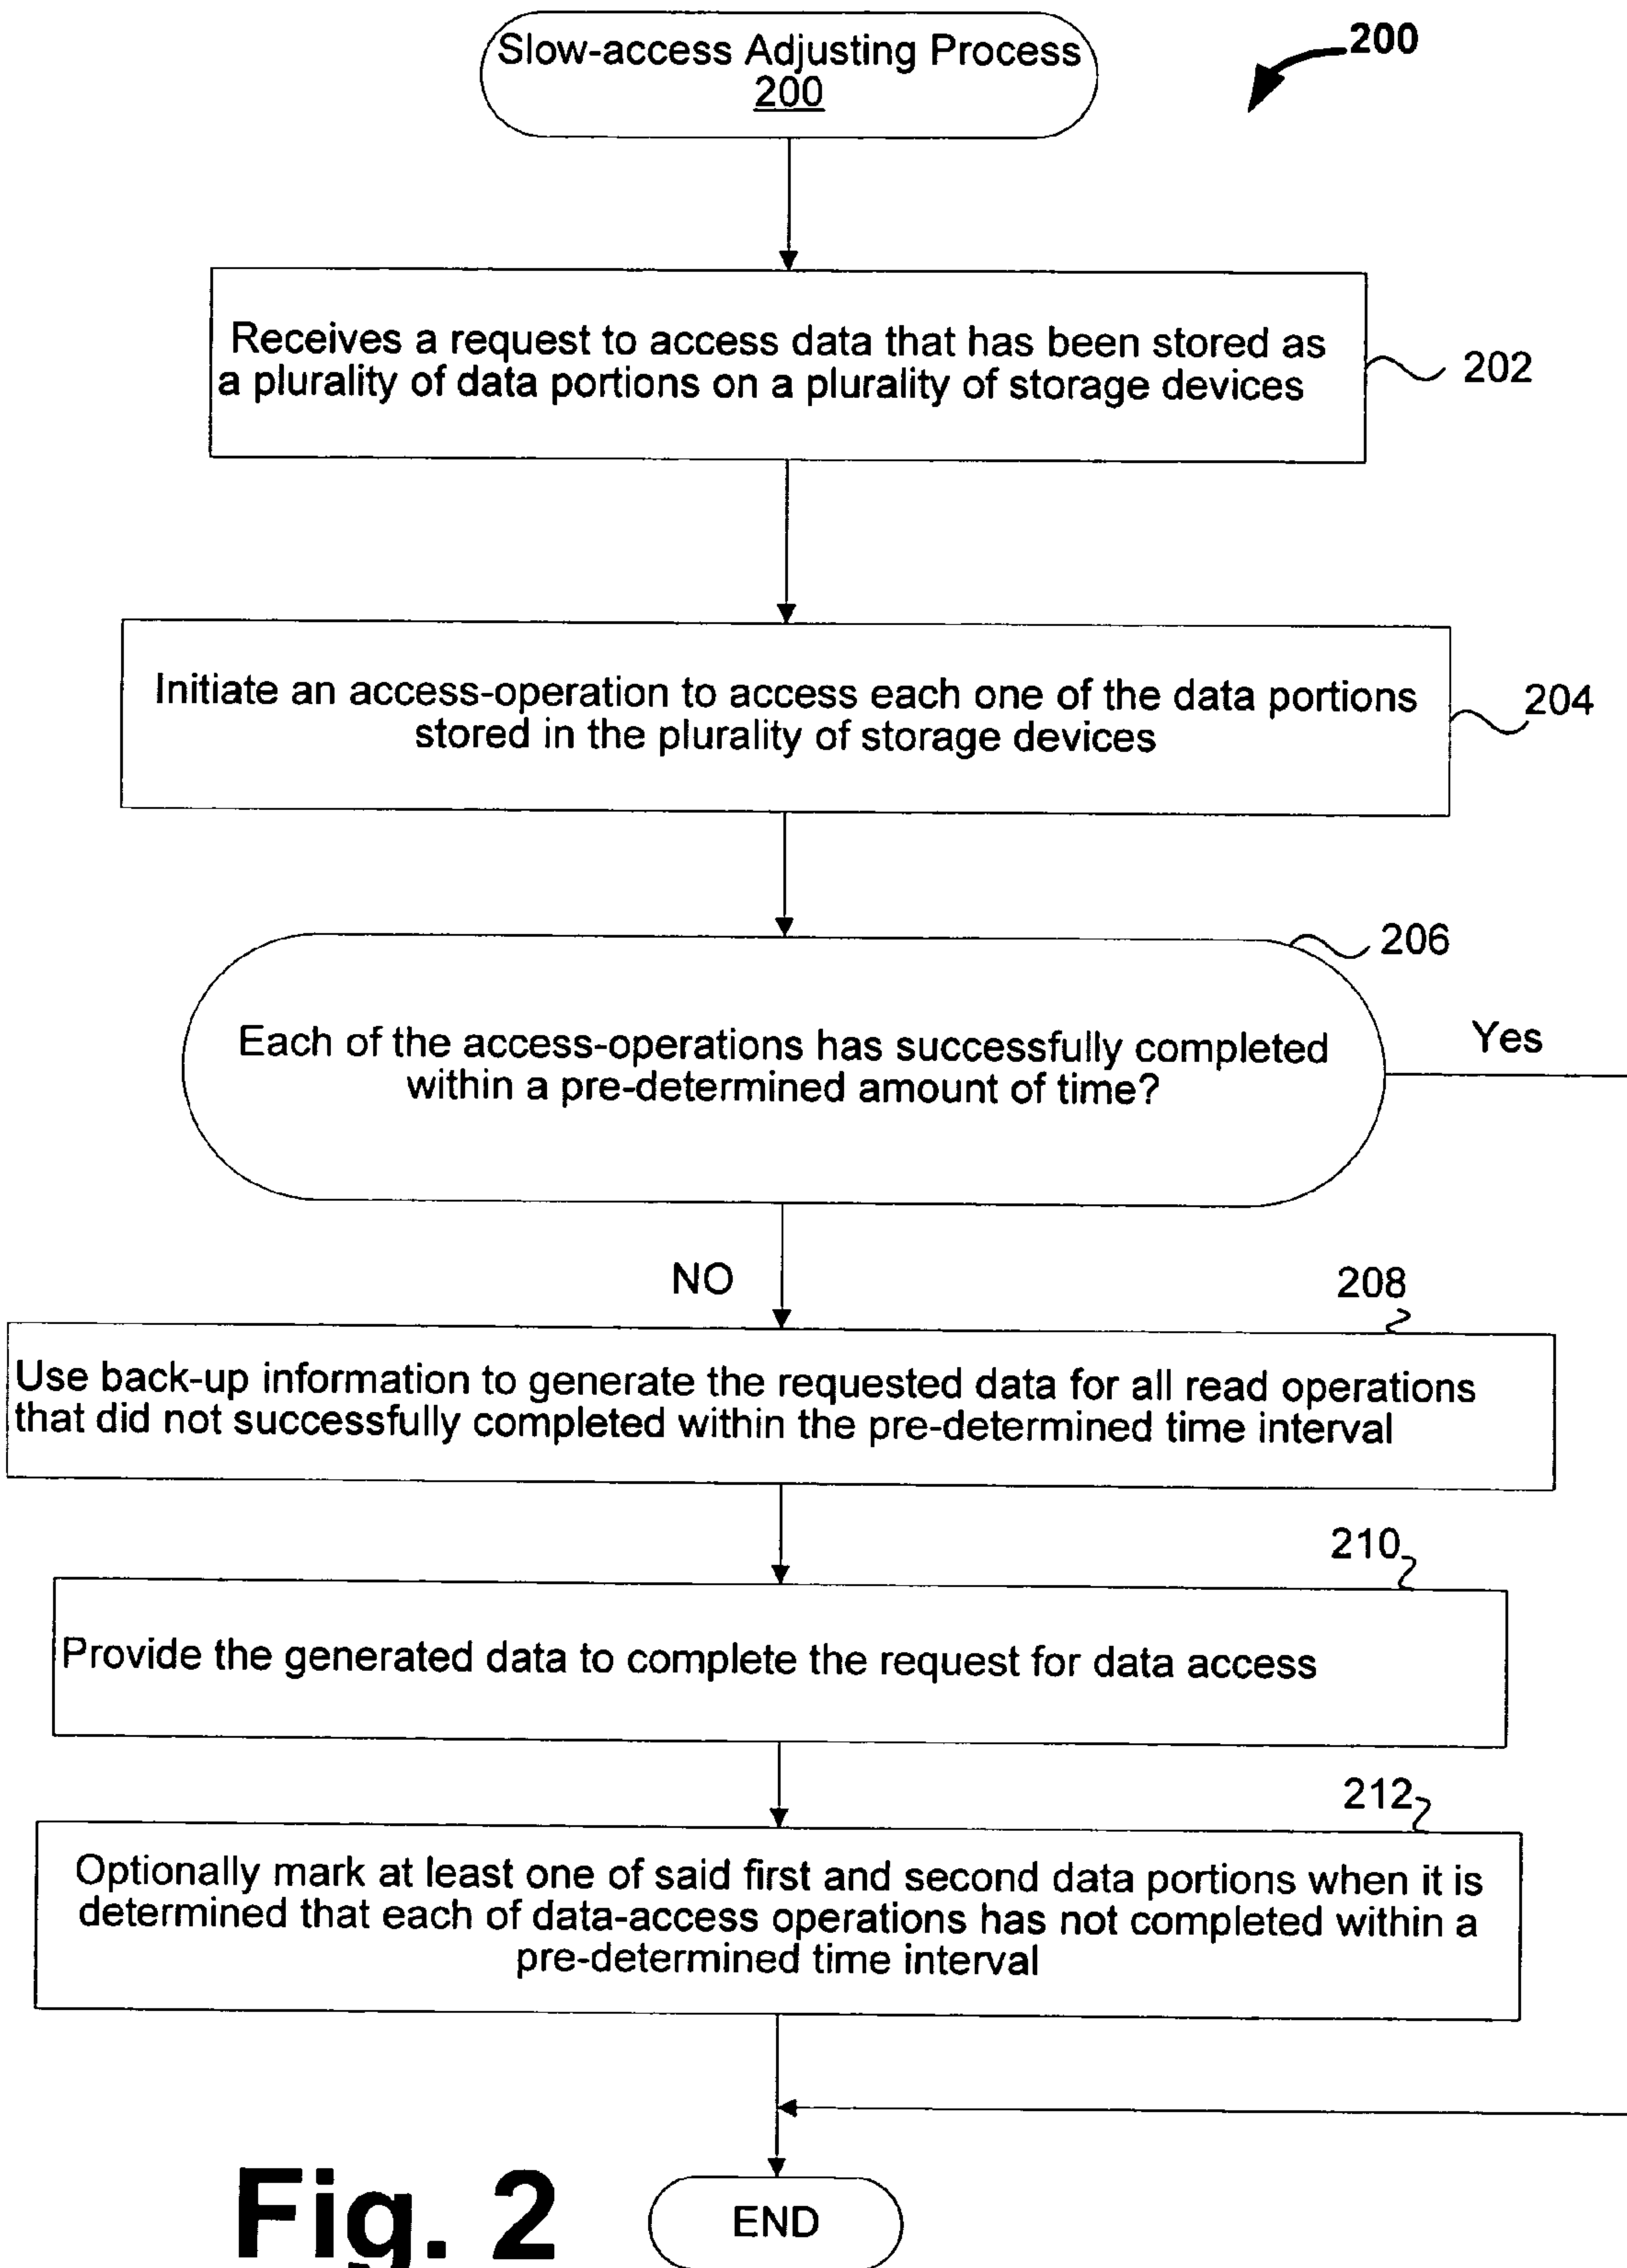 Slow-access Adjusting Process
200
200
Receives a request to access data that has been stored as
a plurality of data portions on a plurality of storage devices
202
Initiate an access-operation to access each one of the data portions
stored in the plurality of storage devices
204
206
Each of the access-operations has successfully completed
within a pre-determined amount of time?
Yes
NO
208
Use back-up information to generate the requested data for all read operations
that did not successfully completed within the pre-determined time interval
210
Provide the generated data to complete the request for data access
212
Optionally mark at least one of said first and second data portions when it is
determined that each of data-access operations has not completed within a
pre-determined time interval
END
Fig. 2